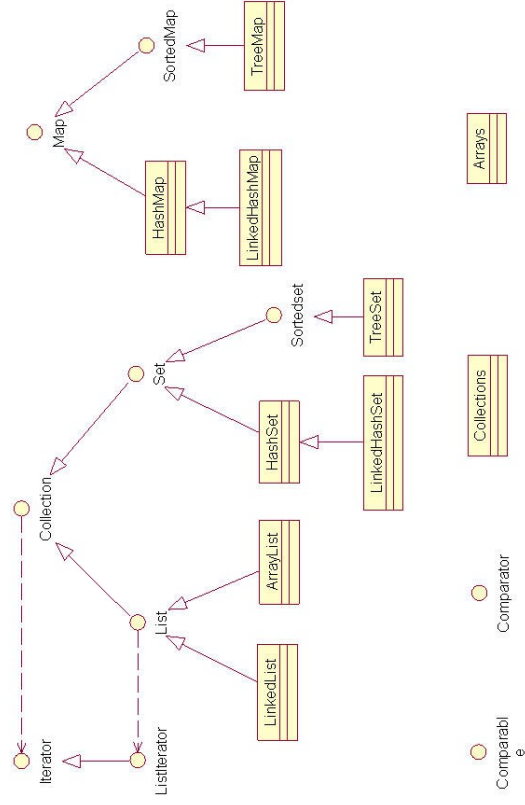 Iterator
Collection
Map
ListIterator
List
Set
HashMap
SortedMap
LinkedList
ArrayList
HashSet
Sortedset
LinkedHashMap
TreeMap
LinkedHashSet
TreeSet
Comparabl
e
Comparator
Collections
Arrays